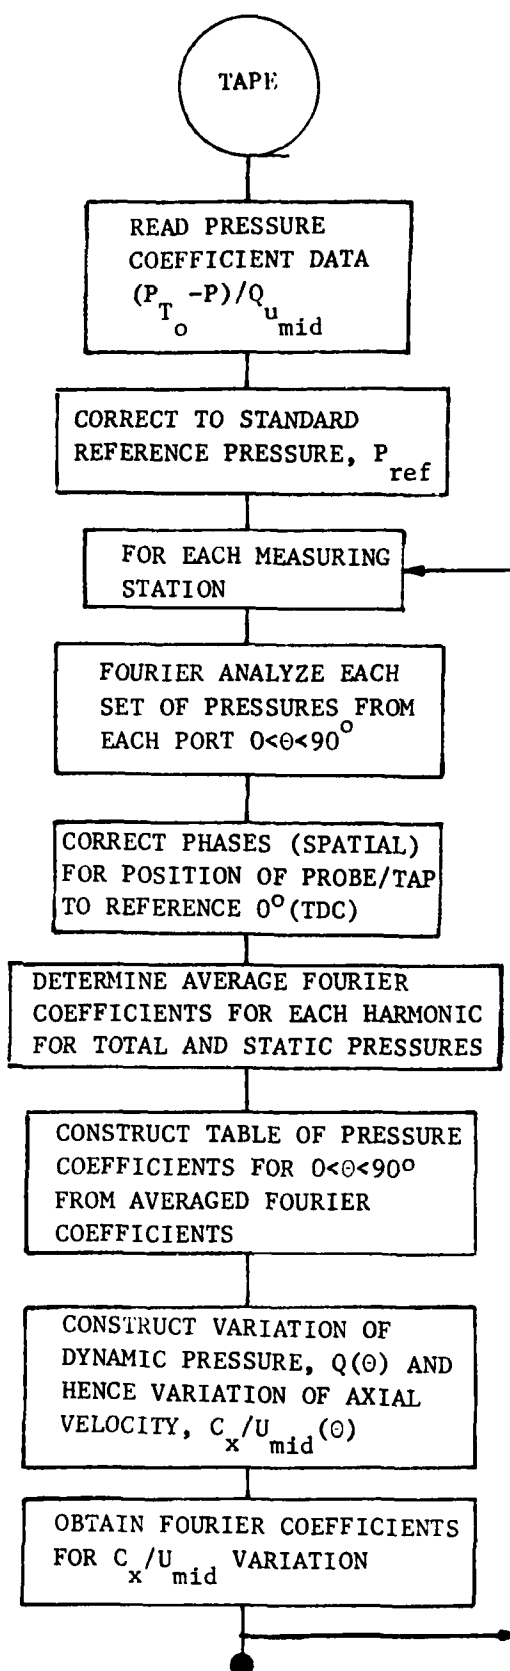 TAPE
READ PRESSURE
COEFFICIENT DATA
(P_T_o -P)/Q_u_mid
CORRECT TO STANDARD
REFERENCE PRESSURE, P_ref
FOR EACH MEASURING
STATION
FOURIER ANALYZE EACH
SET OF PRESSURES FROM
EACH PORT 0<Θ<90°
CORRECT PHASES (SPATIAL)
FOR POSITION OF PROBE/TAP
TO REFERENCE 0°(TDC)
DETERMINE AVERAGE FOURIER
COEFFICIENTS FOR EACH HARMONIC
FOR TOTAL AND STATIC PRESSURES
CONSTRUCT TABLE OF PRESSURE
COEFFICIENTS FOR 0<Θ<90°
FROM AVERAGED FOURIER
COEFFICIENTS
CONSTRUCT VARIATION OF
DYNAMIC PRESSURE, Q(Θ) AND
HENCE VARIATION OF AXIAL
VELOCITY, C_x/U_mid(Θ)
OBTAIN FOURIER COEFFICIENTS
FOR C_x/U_mid VARIATION